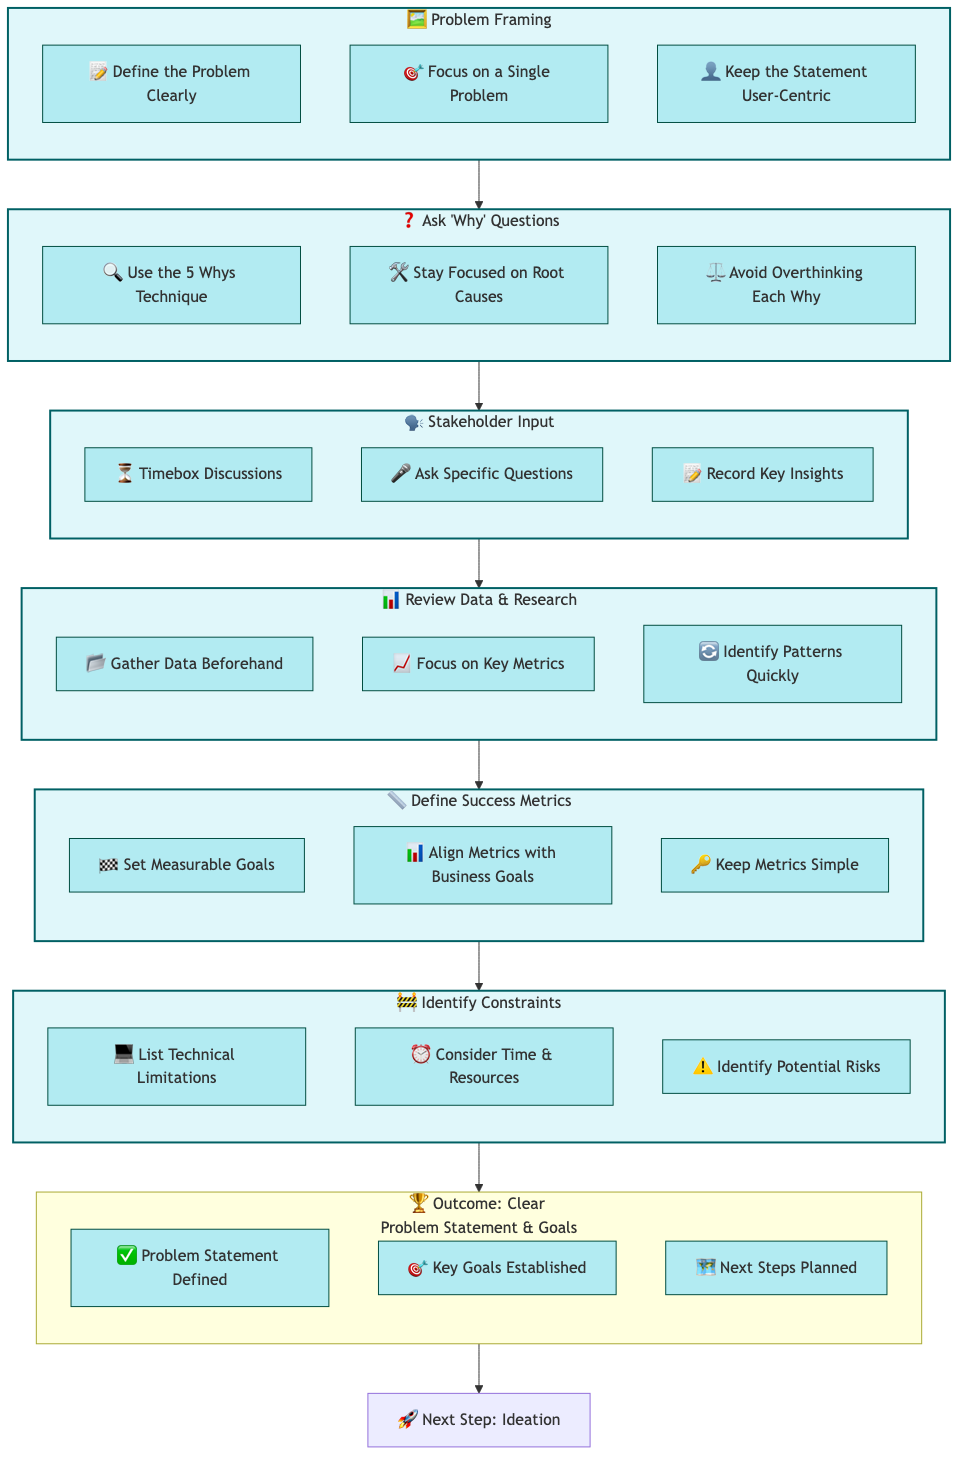 🖼️ Problem Framing
📝 Define the Problem
Clearly
🎯 Focus on a Single
Problem
👤 Keep the Statement
User-Centric
❓ Ask 'Why' Questions
🔍 Use the 5 Whys
Technique
🛠️ Stay Focused on Root
Causes
⚖️ Avoid Overthinking
Each Why
🗣️ Stakeholder Input
⏳ Timebox Discussions
🎤 Ask Specific Questions
📝 Record Key Insights
📊 Review Data & Research
📂 Gather Data Beforehand
📈 Focus on Key Metrics
🔄 Identify Patterns
Quickly
📏 Define Success Metrics
🏁 Set Measurable Goals
📊 Align Metrics with
Business Goals
🔑 Keep Metrics Simple
🚧 Identify Constraints
💻 List Technical
Limitations
⏰ Consider Time &
Resources
⚠️ Identify Potential Risks
🏆 Outcome: Clear
Problem Statement & Goals
✅ Problem Statement
Defined
🎯 Key Goals Established
🗺️ Next Steps Planned
🚀 Next Step: Ideation